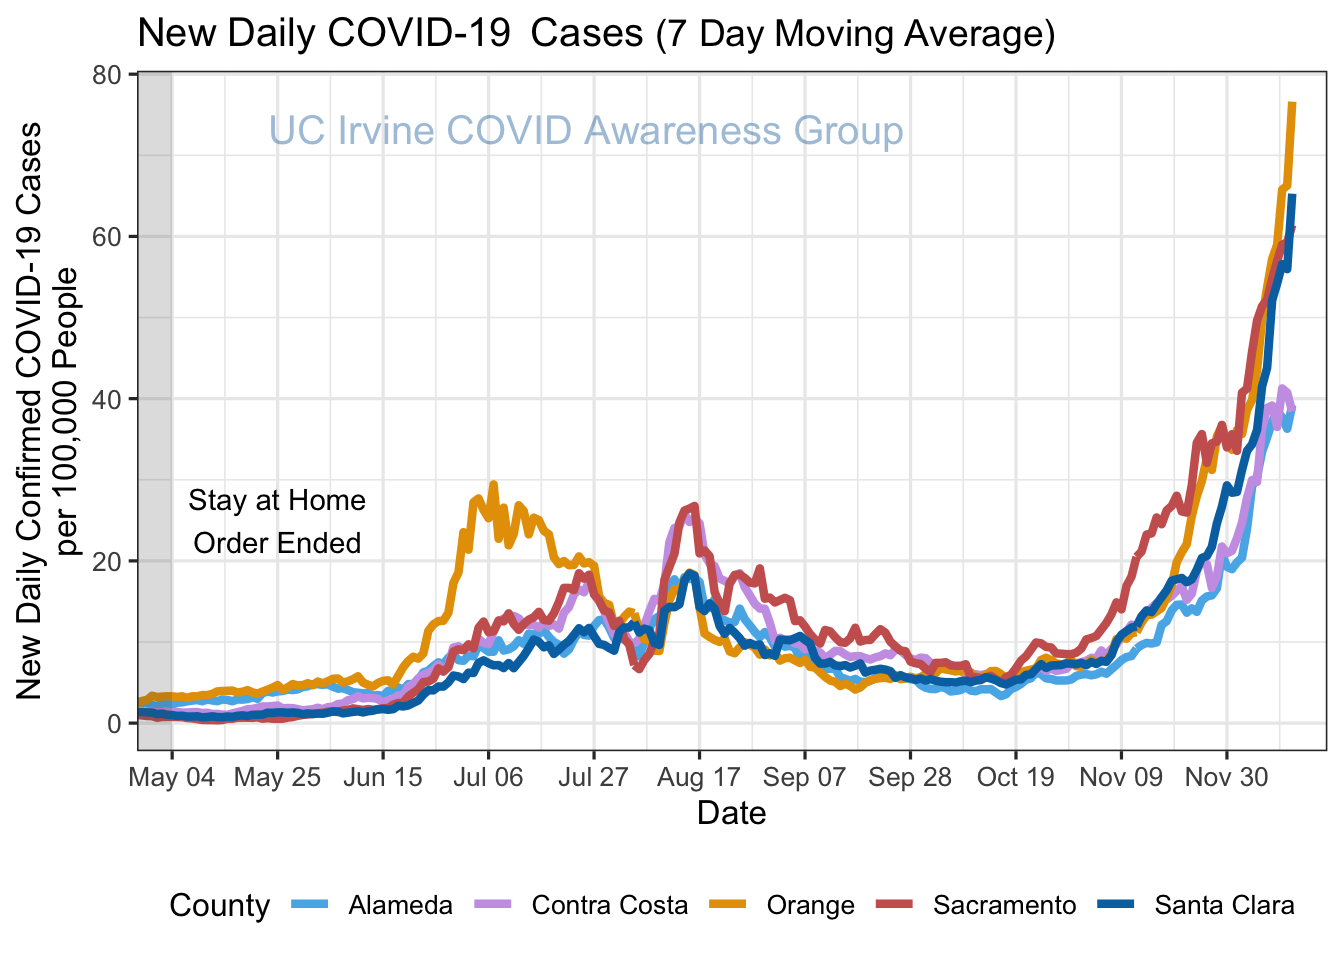 New Daily COVID-19  Cases (7 Day Moving Average)
UC Irvine COVID Awareness Group
New Daily Confirmed COVID-19 Cases
per 100,000 People
80
60
40
20
0
Stay at Home
Order Ended
May 04 May 25 Jun 15 Jul 06 Jul 27 Aug 17 Sep 07 Sep 28 Oct 19 Nov 09 Nov 30
Date
County Alameda Contra Costa Orange Sacramento Santa Clara